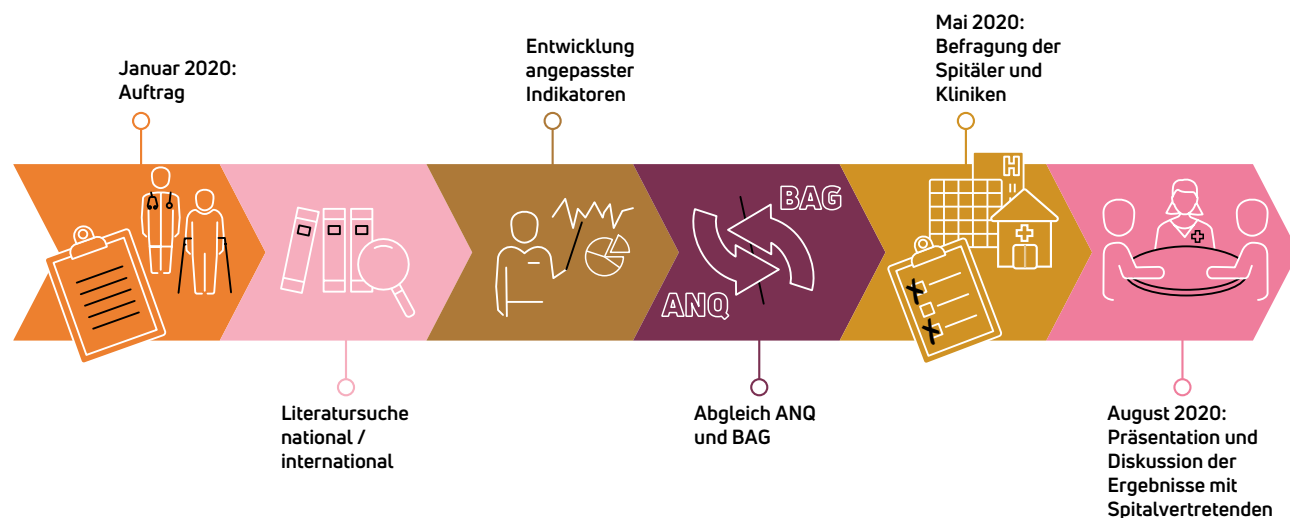 Januar 2020:
Auftrag
Literatursuche
national /
international
Entwicklung
angepasster
Indikatoren
BAG
ANQ
Abgleich ANQ
und BAG
Mai 2020:
Befragung der
Spitäler und
Kliniken
H
August 2020:
Präsentation und
Diskussion der
Ergebnisse mit
Spitalvertretenden